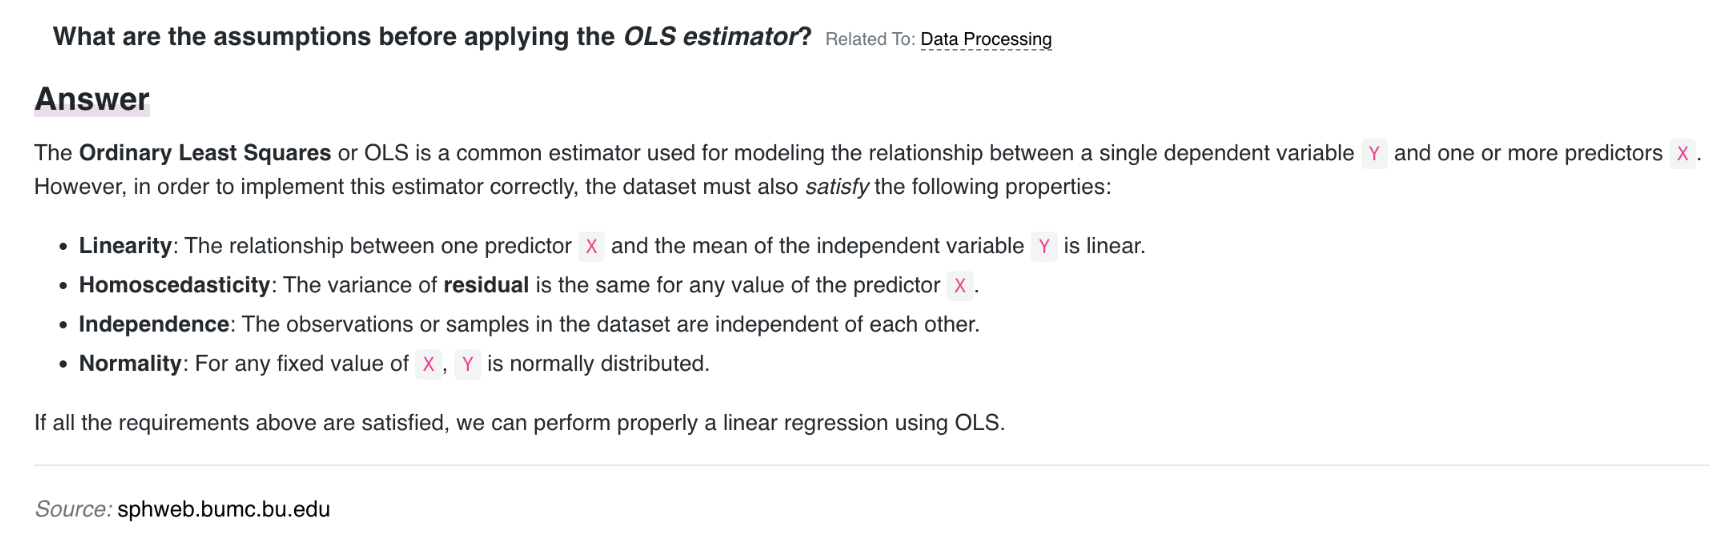 What are the assumptions before applying the OLS estimator? Related To: Data Processing
Answer
The Ordinary Least Squares or OLS is a common estimator used for modeling the relationship between a single dependent variable Y and one or more predictors X .
However, in order to implement this estimator correctly, the dataset must also satisfy the following properties:
• Linearity: The relationship between one predictor X and the mean of the independent variable Y is linear.
• Homoscedasticity: The variance of residual is the same for any value of the predictor X .
• Independence: The observations or samples in the dataset are independent of each other.
• Normality: For any fixed value of X , Y is normally distributed.
If all the requirements above are satisfied, we can perform properly a linear regression using OLS.
Source: sphweb.bumc.bu.edu